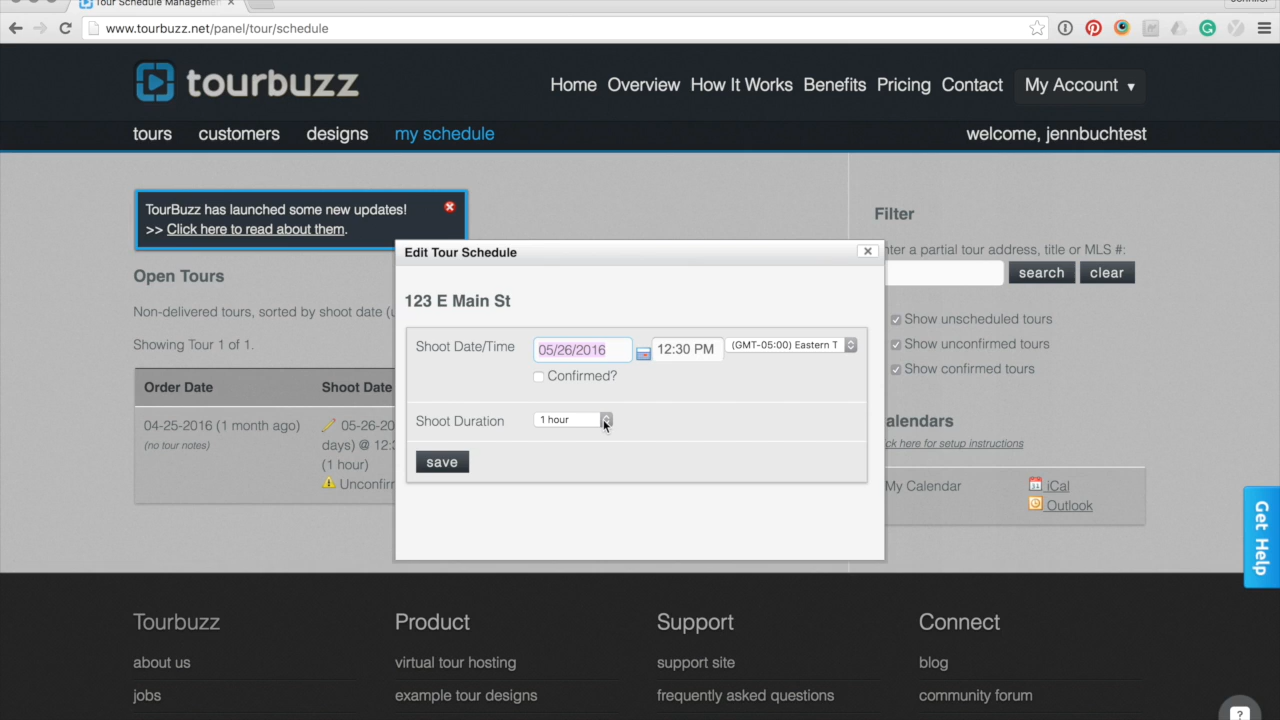 Tour Schedule Managemen
www.tourbuzz.net/panel/tour/schedule
tourbuzz
Home Overview How It Works Benefits Pricing Contact My Account ▼
tours customers designs my schedule welcome, jennbuchtest
TourBuzz has launched some new updates!
>> Click here to read about them.
Open Tours
Non-delivered tours, sorted by shoot date (
Showing Tour 1 of 1.
Order Date Shoot Date
04-25-2016 (1 month ago) 05-26-20
(no tour notes) days) @ 12:
(1 hour)
Unconfir
Edit Tour Schedule
123 E Main St
Shoot Date/Time 05/26/2016 12:30 PM (GMT-05:00) Eastern T
Confirmed?
Shoot Duration 1 hour
save
Filter
nter a partial tour address, title or MLS #:
search clear
Show unscheduled tours
Show unconfirmed tours
Show confirmed tours
alendars
ck here for setup instructions
My Calendar iCal
Outlook
Get Help
Tourbuzz Product Support Connect
about us virtual tour hosting support site blog
jobs example tour designs frequently asked questions community forum
?